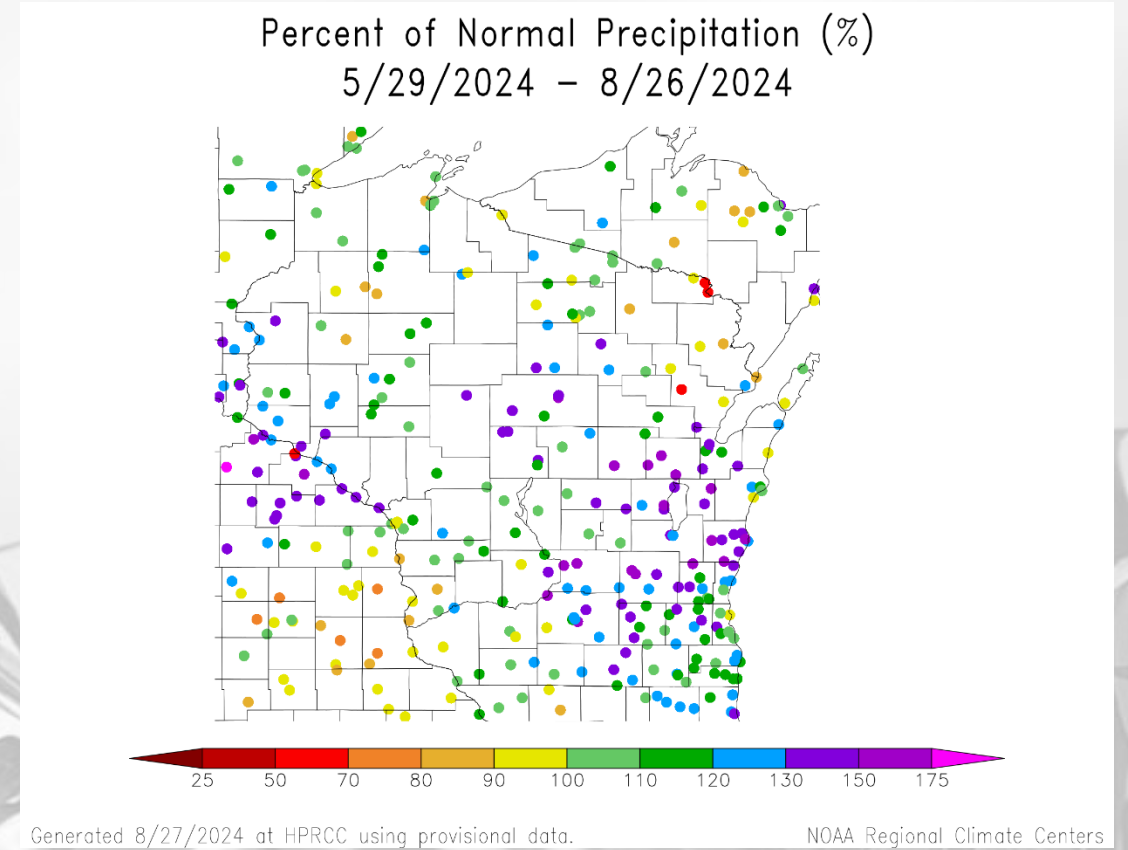 Percent of Normal Precipitation (%)
5/29/2024 – 8/26/2024
25 50 70 80 90 100 110 120 130 150 175
Generated 8/27/2024 at HPRCC using provisional data.
NOAA Regional Climate Centers